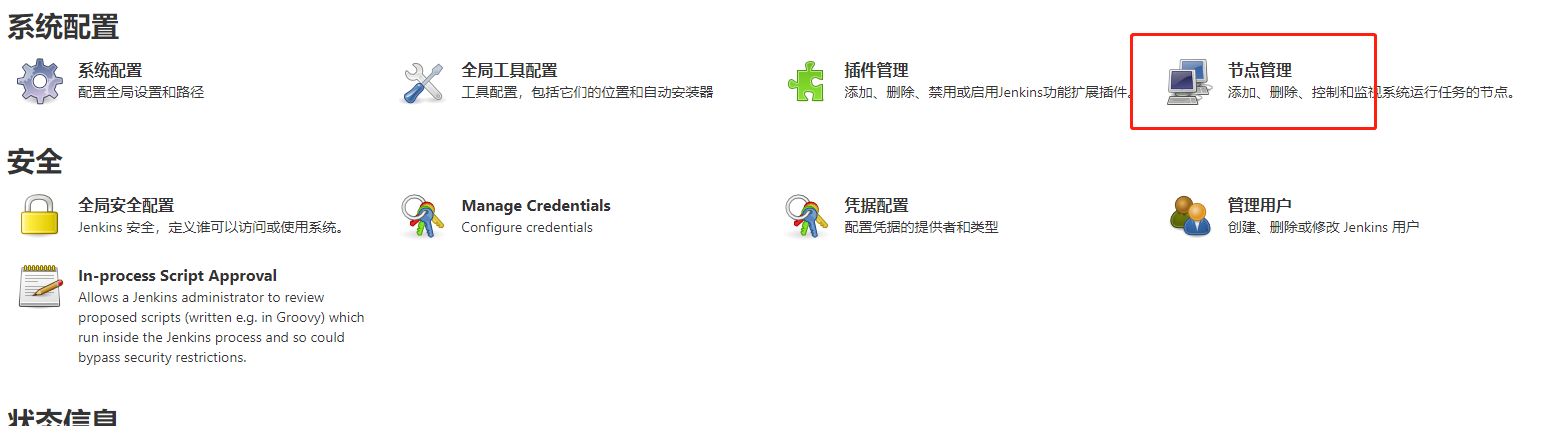 系统配置
系统配置
配置全局设置和路径
全局工具配置
工具配置，包括它们的位置和自动安装器
插件管理
添加、删除、禁用或启用Jenkins功能扩展插件。
节点管理
添加、删除、控制和监视系统运行任务的节点。
安全
全局安全配置
Jenkins 安全，定义谁可以访问或使用系统。
Manage Credentials
Configure credentials
凭据配置
配置凭据的提供者和类型
管理用户
创建、删除或修改 Jenkins 用户
In-process Script Approval
Allows a Jenkins administrator to review
proposed scripts (written e.g. in Groovy) which
run inside the Jenkins process and so could
bypass security restrictions.
状态信息